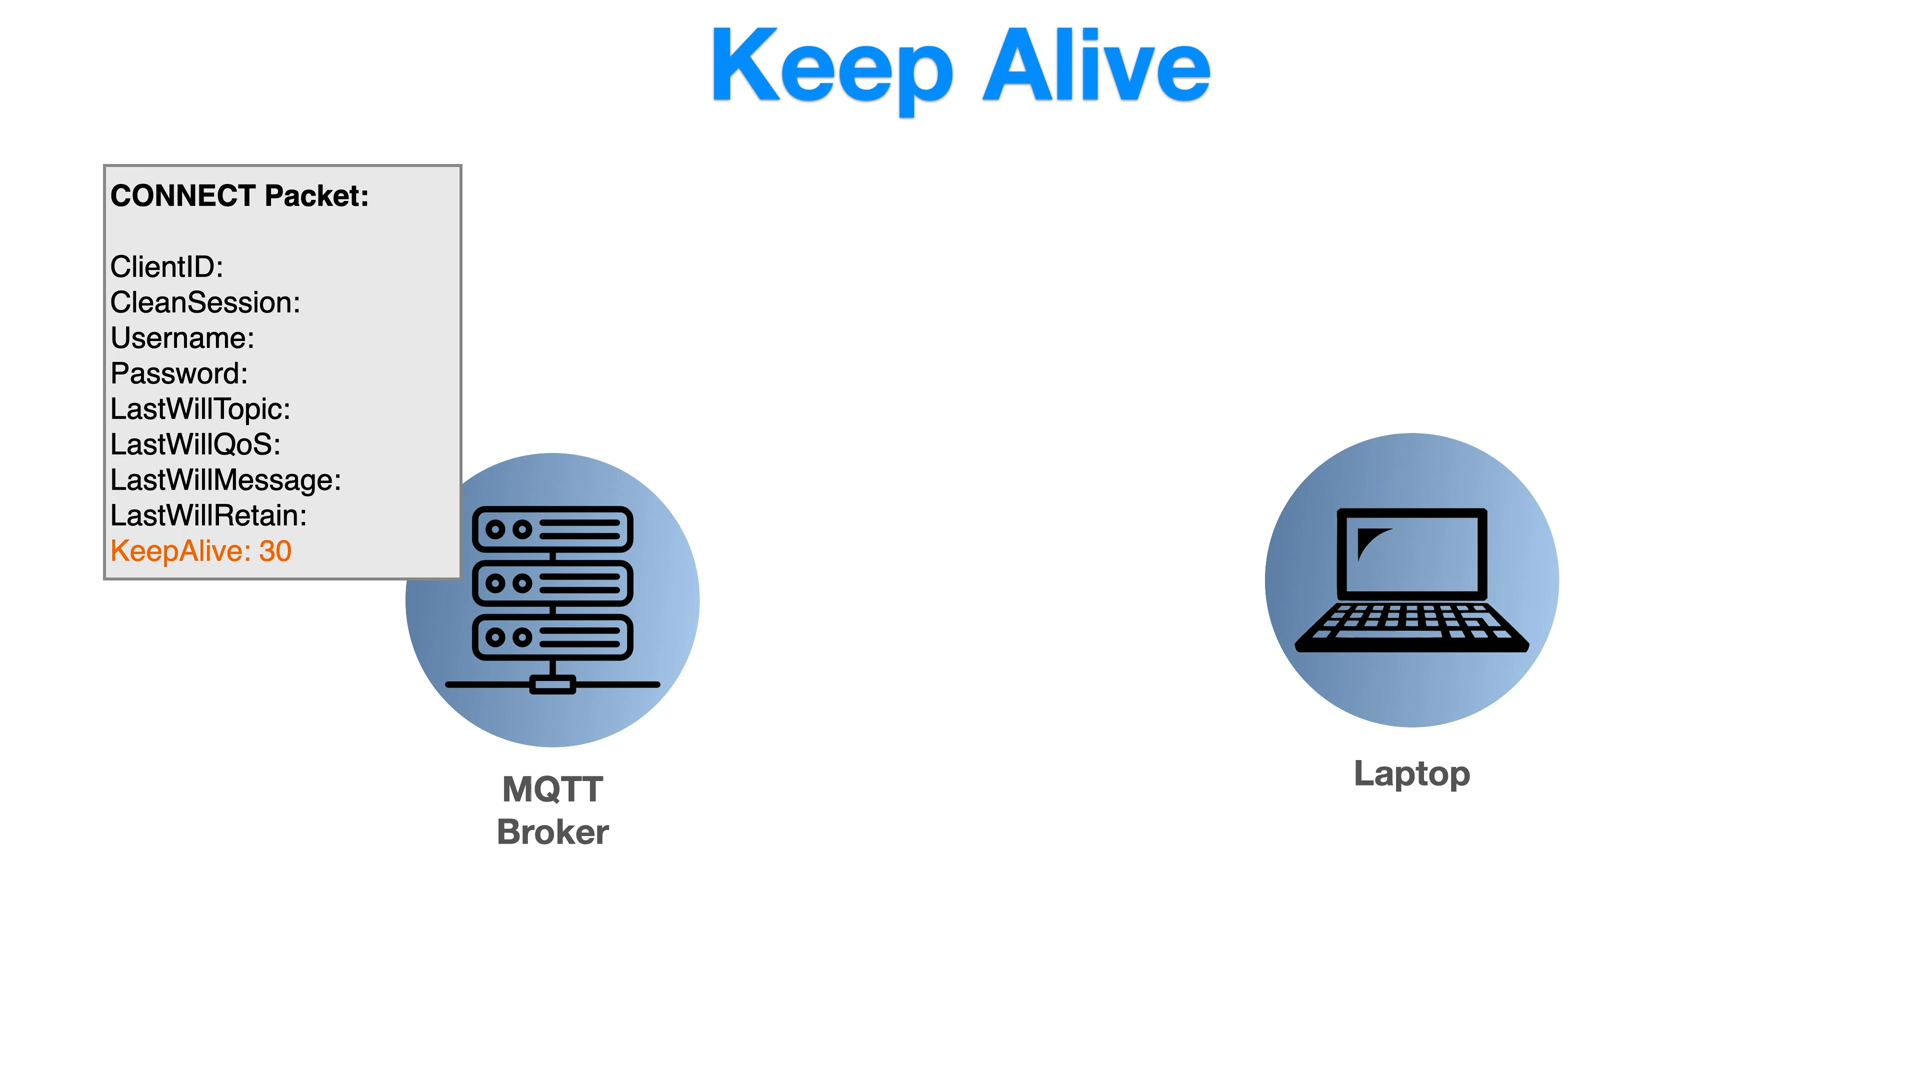 Keep Alive
CONNECT Packet:
ClientID:
CleanSession:
Username:
Password:
LastWillTopic:
LastWillQoS:
LastWillMessage:
LastWillRetain:
KeepAlive: 30
MQTT
Broker
Laptop